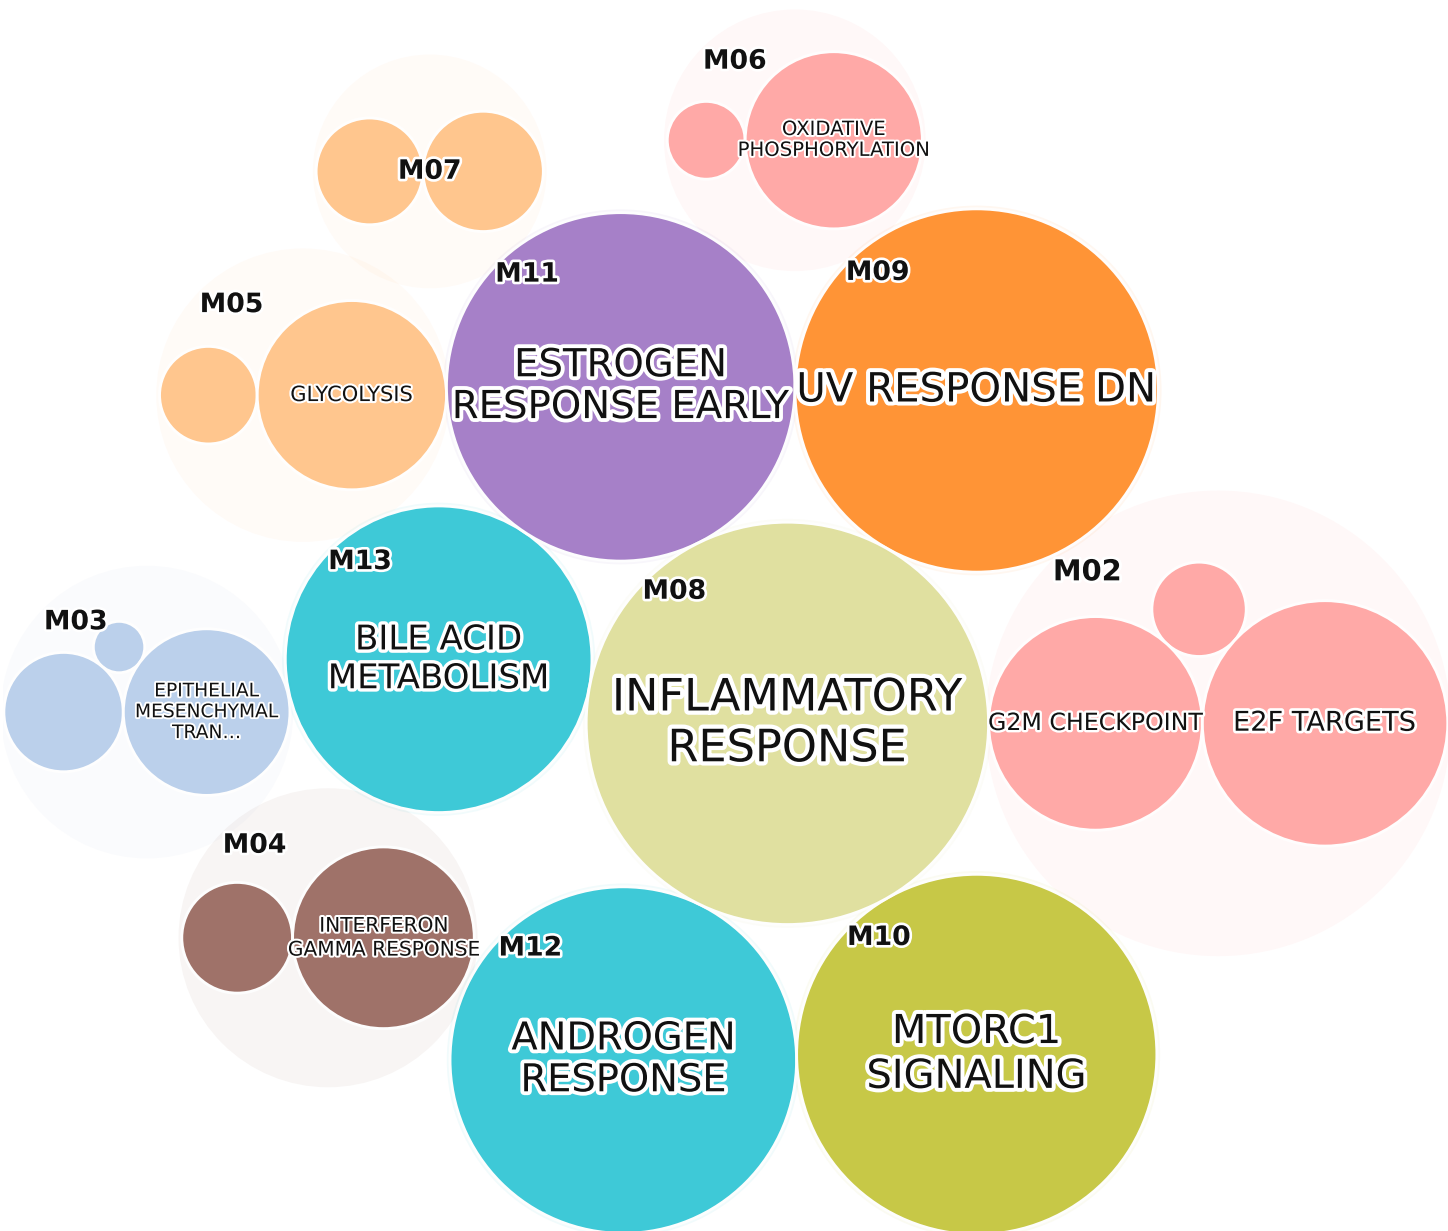 M06
OXIDATIVE
PHOSPHORYLATION
M07
M11
ESTROGEN
RESPONSE EARLY
M09
UV RESPONSE DN
M05
GLYCOLYSIS
M13
BILE ACID
METABOLISM
M08
INFLAMMATORY
RESPONSE
M02
G2M CHECKPOINT
E2F TARGETS
M03
EPITHELIAL
MESENCHYMAL
TRAN...
M04
INTERFERON
GAMMA RESPONSE
M12
ANDROGEN
RESPONSE
M10
MTORC1
SIGNALING